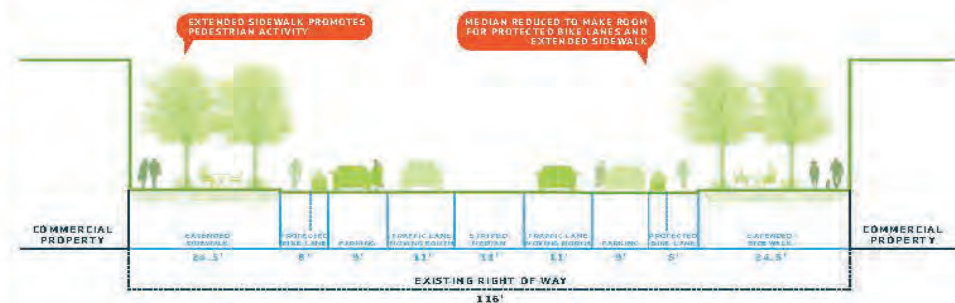 EXTENDED SIDEWALK PROMOTES
PEDESTRIAN ACTIVITY
MEDIAN REDUCED TO MAKE ROOM
FOR PROTECTED BIKE LANES AND
EXTENDED SIDEWALK
COMMERCIAL
PROPERTY
EXTENDED
SIDEWALK
PROTECTED
BIKE LANE
PARKING
TRAFFIC LANE
MOVING SOUTH
STRIPED
MEDIAN
TRAFFIC LANE
MOVING NORTH
PARKING
PROTECTED
BIKE LANE
EXTENDED
SIDEWALK
COMMERCIAL
PROPERTY
9'
11'
11'
9'
24.5'
EXISTING RIGHT OF WAY
116'